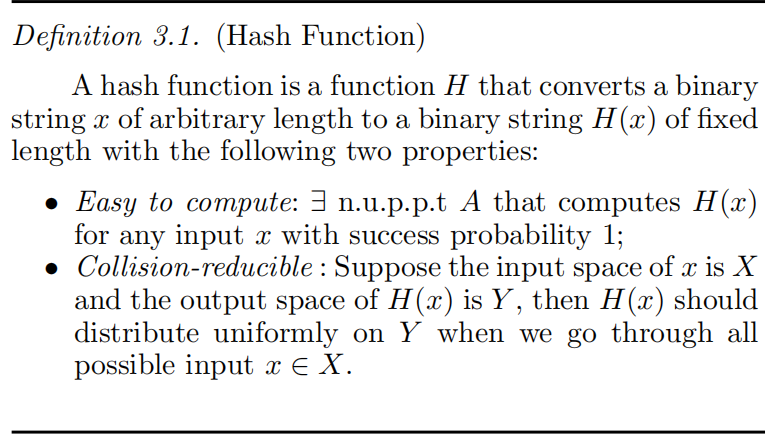 Definition 3.1. (Hash Function)
A hash function is a function H that converts a binary
string x of arbitrary length to a binary string H(x) of fixed
length with the following two properties:
• Easy to compute: ∃ n.u.p.p.t A that computes H(x)
for any input x with success probability 1;
• Collision-reducible : Suppose the input space of x is X
and the output space of H(x) is Y, then H(x) should
distribute uniformly on Y when we go through all
possible input x ∈ X.